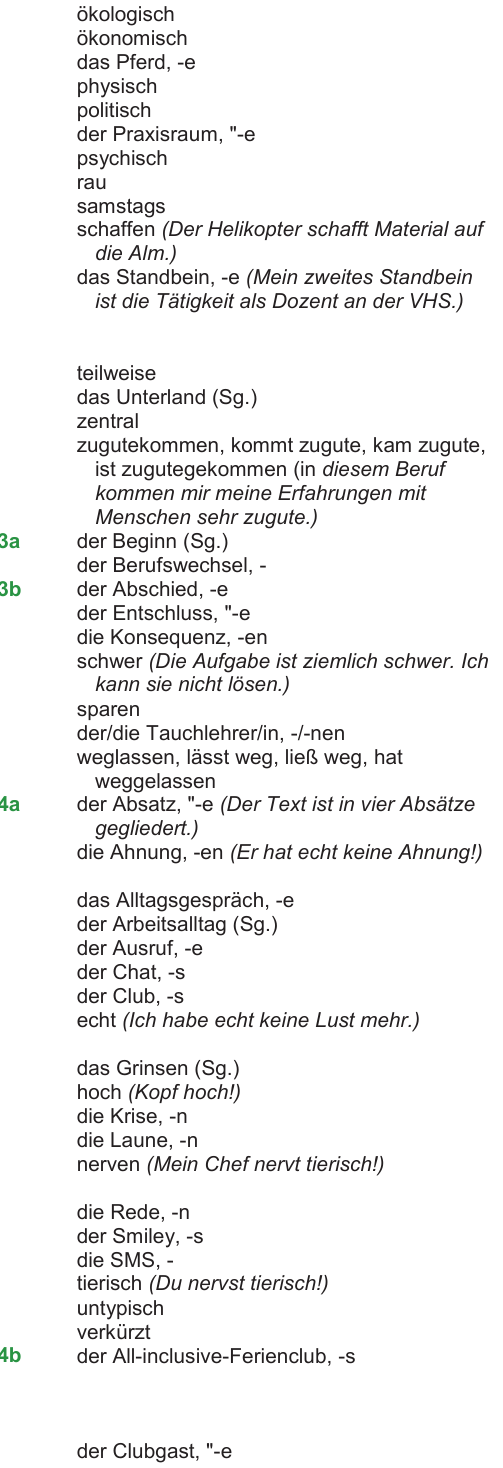 ökologisch
ökonomisch
das Pferd, -e
physisch
politisch
der Praxisraum, "-e
psychisch
rau
samstags
schaffen (Der Helikopter schafft Material auf
die Alm.)
das Standbein, -e (Mein zweites Standbein
ist die Tätigkeit als Dozent an der VHS.)
teilweise
das Unterland (Sg.)
zentral
zugutekommen, kommt zugute, kam zugute,
ist zugutegekommen (in diesem Beruf
kommen mir meine Erfahrungen mit
Menschen sehr zugute.)
3a der Beginn (Sg.)
der Berufswechsel, -
3b der Abschied, -e
der Entschluss, "-e
die Konsequenz, -en
schwer (Die Aufgabe ist ziemlich schwer. Ich
kann sie nicht lösen.)
sparen
der/die Tauchlehrer/in, -/-nen
weglassen, lässt weg, ließ weg, hat
weggelassen
4a der Absatz, "-e (Der Text ist in vier Absätze
gegliedert.)
die Ahnung, -en (Er hat echt keine Ahnung!)
das Alltagsgespräch, -e
der Arbeitsalltag (Sg.)
der Ausruf, -e
der Chat, -s
der Club, -s
echt (Ich habe echt keine Lust mehr.)
das Grinsen (Sg.)
hoch (Kopf hoch!)
die Krise, -n
die Laune, -n
nerven (Mein Chef nervt tierisch!)
die Rede, -n
der Smiley, -s
die SMS, -
tierisch (Du nervst tierisch!)
untypisch
verkürzt
4b der All-inclusive-Ferienclub, -s
der Clubgast, "-e